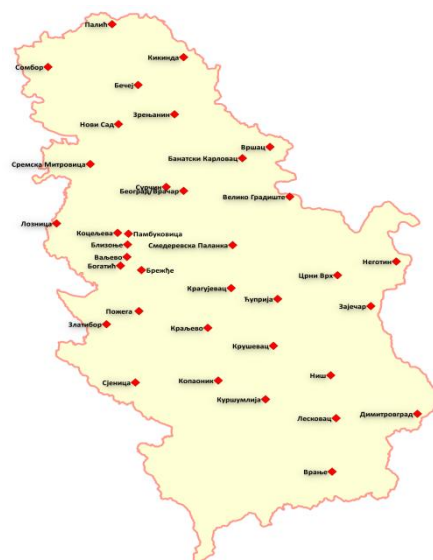 Палић
Кикинда
Сомбор
Бечеј
Зрењанин
Нови Сад
Вршац
Банатски Карловац
Сремска Митровица
Сурчин
Београд/Врачар
Велико Градиште
Лозница
Коцељева
Памбуковица
Близоње
Смедеревска Паланка
Ваљево
Неготин
Богатић
Брежђе
Црни Врх
Крагујевац
Ћуприја
Зајечар
Пожега
Златибор
Краљево
Крушевац
Ниш
Сјеница
Копаоник
Куршумлија
Димитровград
Лесковац
Врање